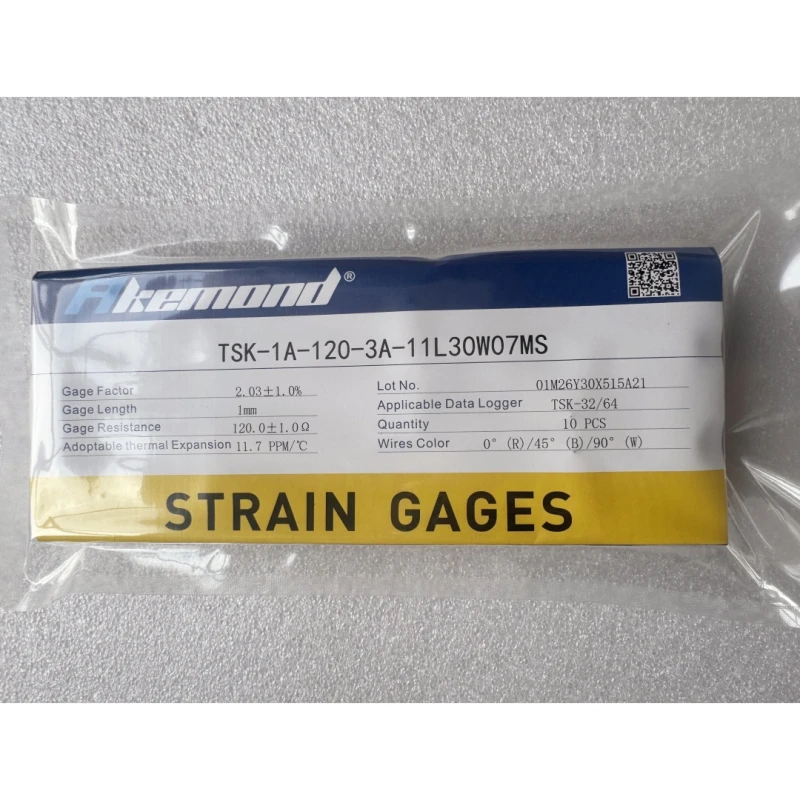 Akemond®
TSK-1A-120-3A-11L30W07MS
Gage Factor 2.03±1.0%
Gage Length 1mm
Gage Resistance 120.0±1.0Ω
Adoptable thermal Expansion 11.7 PPM/℃
Lot No. 01M26Y30X515A21
Applicable Data Logger TSK-32/64
Quantity 10 PCS
Wires Color 0° (R)/45° (B)/90° (W)
STRAIN GAGES